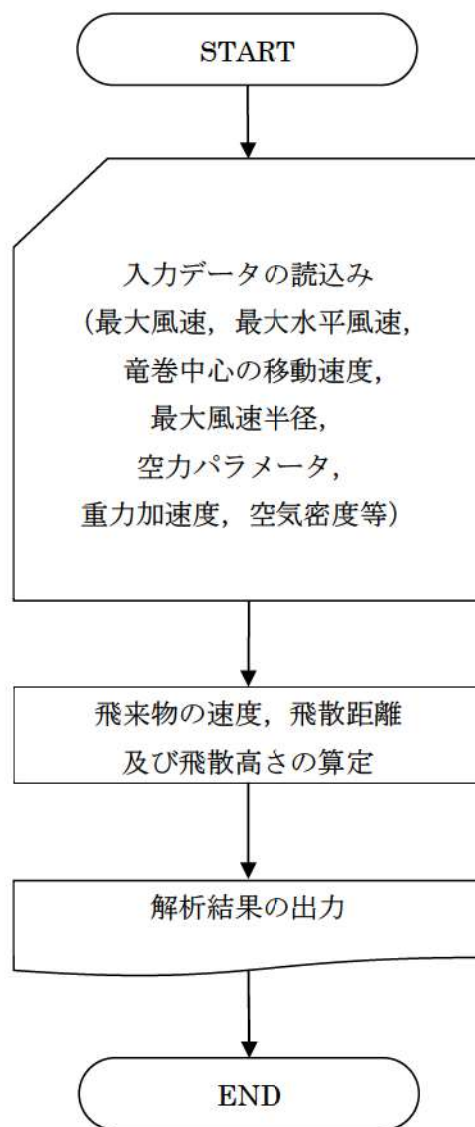 START
入力データの読込み
（最大風速，最大水平風速，
竜巻中心の移動速度，
最大風速半径，
空力パラメータ，
重力加速度，空気密度等）
飛来物の速度，飛散距離
及び飛散高さの算定
解析結果の出力
END